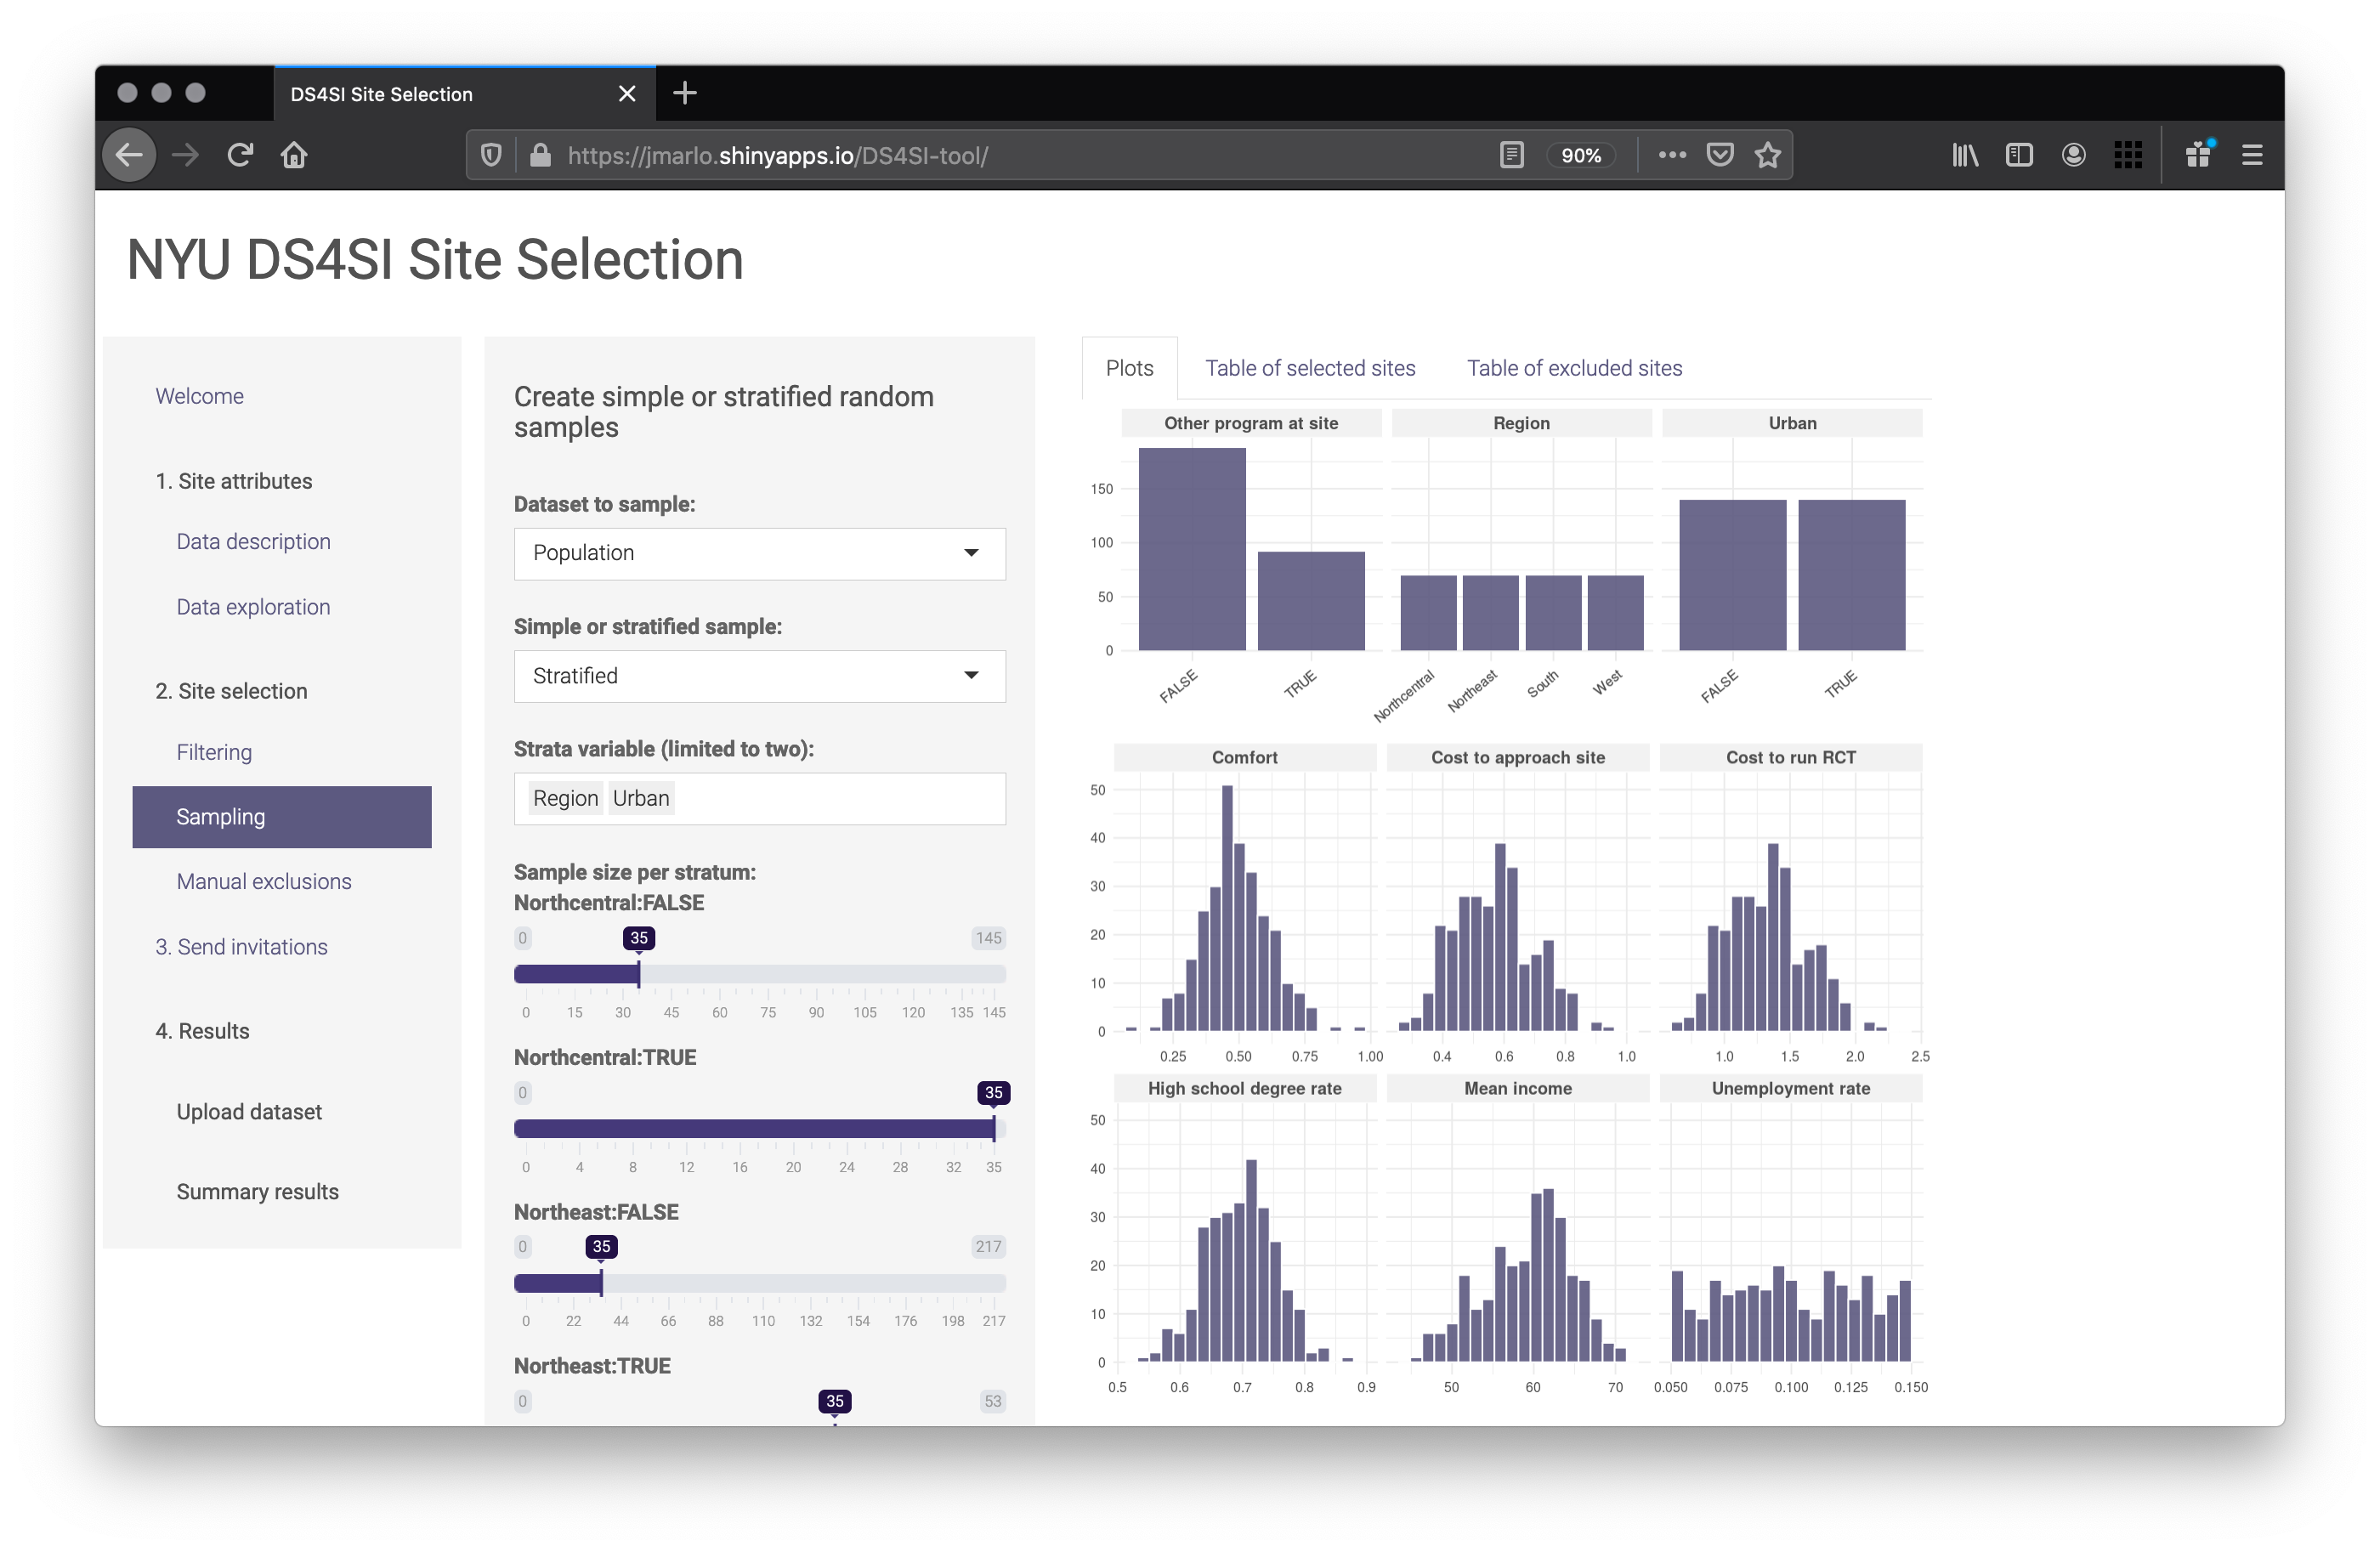 DS4SI Site Selection
https://jmarlo.shinyapps.io/DS4SI-tool/
90%
NYU DS4SI Site Selection
Welcome
1. Site attributes
Data description
Data exploration
2. Site selection
Filtering
Sampling
Manual exclusions
3. Send invitations
4. Results
Upload dataset
Summary results
Create simple or stratified random
samples
Dataset to sample:
Population
Simple or stratified sample:
Stratified
Strata variable (limited to two):
Region Urban
Sample size per stratum:
Northcentral:FALSE
0 35 145
0 15 30 45 60 75 90 105 120 135 145
Northcentral:TRUE
0 35
0 4 8 12 16 20 24 28 32 35
Northeast:FALSE
0 35 217
0 22 44 66 88 110 132 154 176 198 217
Northeast:TRUE
0 35 53
Plots Table of selected sites Table of excluded sites
Other program at site Region Urban
150
100
50
0
FALSE TRUE Northcentral Northeast South West FALSE TRUE
Comfort Cost to approach site Cost to run RCT
50
40
30
20
10
0
0.25 0.50 0.75 1.00 0.4 0.6 0.8 1.0 1.0 1.5 2.0 2.5
High school degree rate Mean income Unemployment rate
50
40
30
20
10
0
0.5 0.6 0.7 0.8 0.9 50 60 70 0.050 0.075 0.100 0.125 0.150